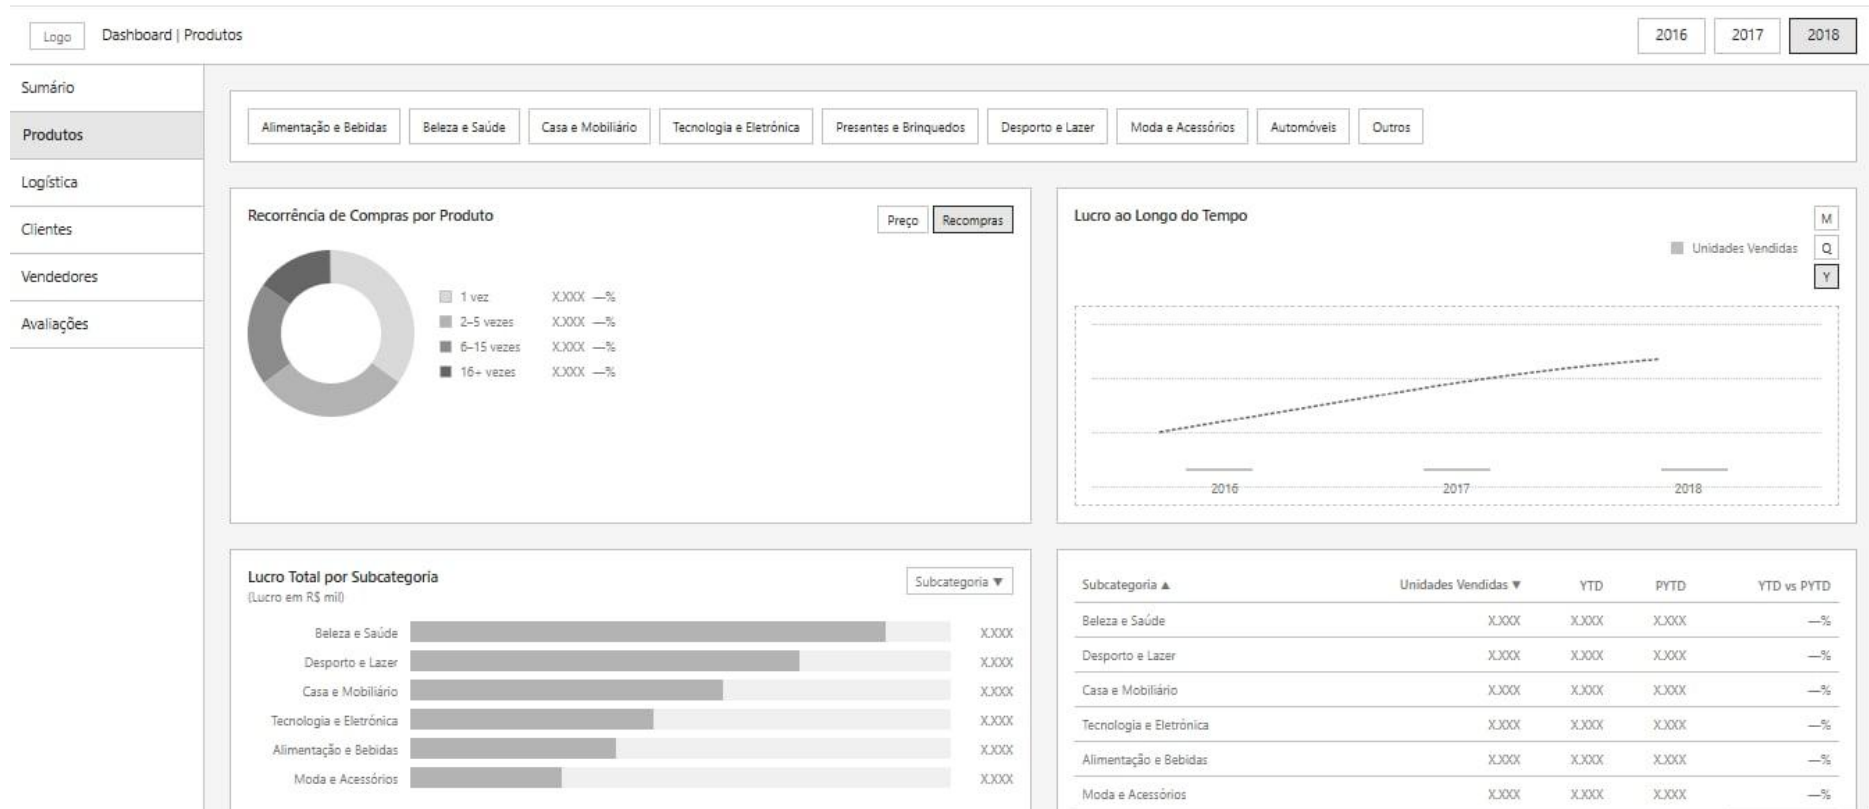 Logo Dashboard | Produtos 2016 2017 2018
Sumário
Produtos
Logística
Clientes
Vendedores
Avaliações
Alimentação e Bebidas Beleza e Saúde Casa e Mobiliário Tecnologia e Eletrónica Presentes e Brinquedos Desporto e Lazer Moda e Acessórios Automóveis Outros
Recorrência de Compras por Produto Preço Recompras
1 vez X.XXX —%
2–5 vezes X.XXX —%
6–15 vezes X.XXX —%
16+ vezes X.XXX —%
Lucro ao Longo do Tempo M
Unidades Vendidas Q
Y
2016 2017 2018
Lucro Total por Subcategoria Subcategoria ▼
(Lucro em R$ mil)
Beleza e Saúde X.XXX
Desporto e Lazer X.XXX
Casa e Mobiliário X.XXX
Tecnologia e Eletrónica X.XXX
Alimentação e Bebidas X.XXX
Moda e Acessórios X.XXX
Subcategoria ▲ Unidades Vendidas ▼ YTD PYTD YTD vs PYTD
Beleza e Saúde X.XXX X.XXX X.XXX —%
Desporto e Lazer X.XXX X.XXX X.XXX —%
Casa e Mobiliário X.XXX X.XXX X.XXX —%
Tecnologia e Eletrónica X.XXX X.XXX X.XXX —%
Alimentação e Bebidas X.XXX X.XXX X.XXX —%
Moda e Acessórios X.XXX X.XXX X.XXX —%